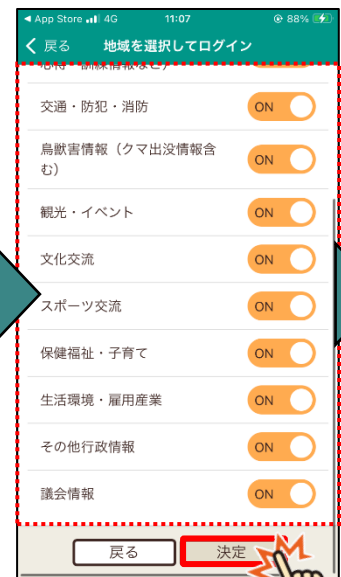 App Store 4G 11:07 88%
戻る 地域を選択してログイン
交通・防犯・消防 ON
鳥獣害情報（クマ出没情報含
む） ON
観光・イベント ON
文化交流 ON
スポーツ交流 ON
保健福祉・子育て ON
生活環境・雇用産業 ON
その他行政情報 ON
議会情報 ON
戻る 決定